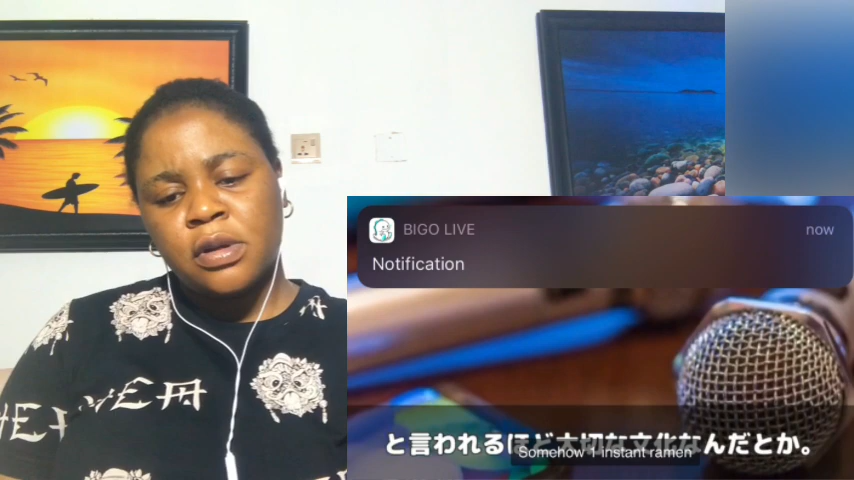 BIGO LIVE
now
Notification
と言われるほど大切な文化なんだとか。
Somehow 1 instant ramen